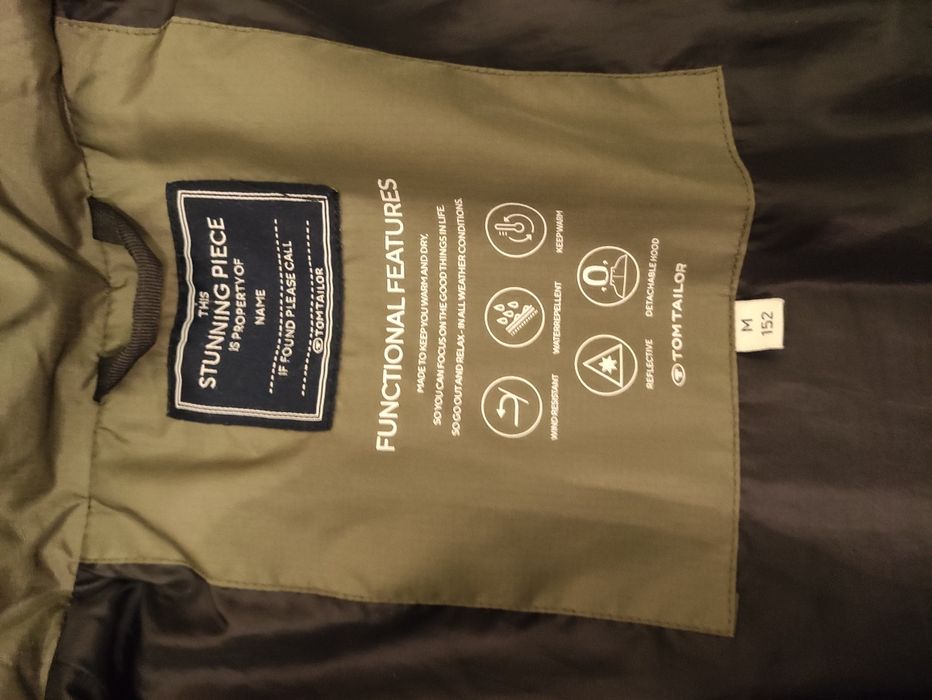 THIS
STUNNING PIECE
IS PROPERTY OF
NAME
IF FOUND PLEASE CALL
TOM TAILOR
FUNCTIONAL FEATURES
MADE TO KEEP YOU WARM AND DRY.
SO YOU CAN FOCUS ON THE GOOD THINGS IN LIFE.
SO GO OUT AND RELAX - IN ALL WEATHER CONDITIONS.
WIND RESISTANT
WATERREPELLENT
KEEP WARM
REFLECTIVE
DETACHABLE HOOD
TOM TAILOR
M
152